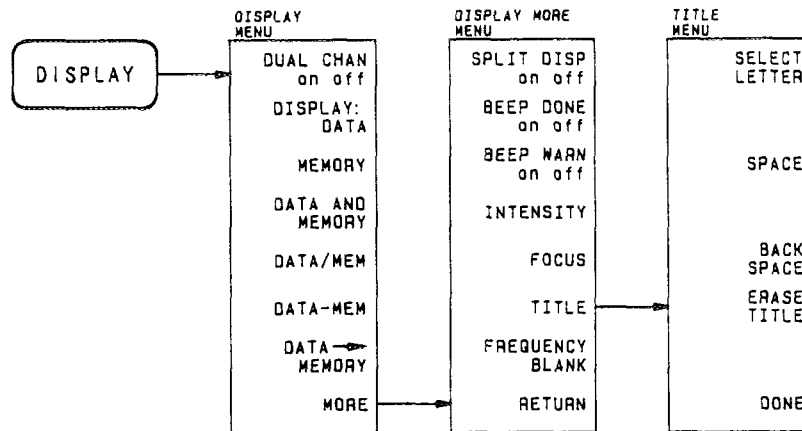 DISPLAY
DISPLAY
MENU
DUAL CHAN
on off
DISPLAY:
DATA
MEMORY
DATA AND
MEMORY
DATA/MEM
DATA-MEM
DATA→
MEMORY
MORE
DISPLAY MORE
MENU
SPLIT DISP
on off
BEEP DONE
on off
BEEP WARN
on off
INTENSITY
FOCUS
TITLE
FREQUENCY
BLANK
RETURN
TITLE
MENU
SELECT
LETTER
SPACE
BACK
SPACE
ERASE
TITLE
DONE